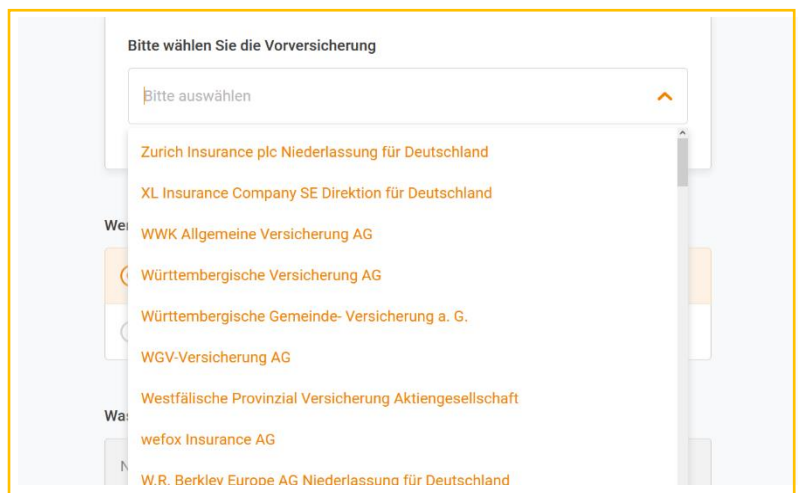 Bitte wählen Sie die Vorversicherung
Bitte auswählen
Zurich Insurance plc Niederlassung für Deutschland
XL Insurance Company SE Direktion für Deutschland
WWK Allgemeine Versicherung AG
Württembergische Versicherung AG
Württembergische Gemeinde- Versicherung a. G.
WGV-Versicherung AG
Westfälische Provinzial Versicherung Aktiengesellschaft
wefox Insurance AG
W.R. Berkley Europe AG Niederlassung für Deutschland